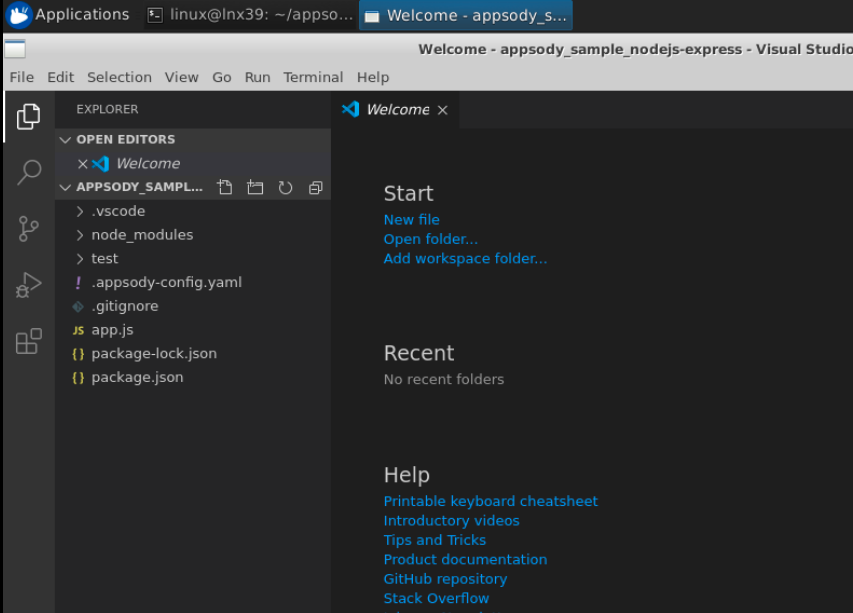 Applications linux@lnx39: ~/appso... Welcome - appsody_s...
Welcome - appsody_sample_nodejs-express - Visual Studio
File Edit Selection View Go Run Terminal Help
EXPLORER
OPEN EDITORS
Welcome
APPSODY_SAMPL...
.vscode
node_modules
test
! .appsody-config.yaml
.gitignore
JS app.js
{} package-lock.json
{} package.json
Welcome
Start
New file
Open folder...
Add workspace folder...
Recent
No recent folders
Help
Printable keyboard cheatsheet
Introductory videos
Tips and Tricks
Product documentation
GitHub repository
Stack Overflow